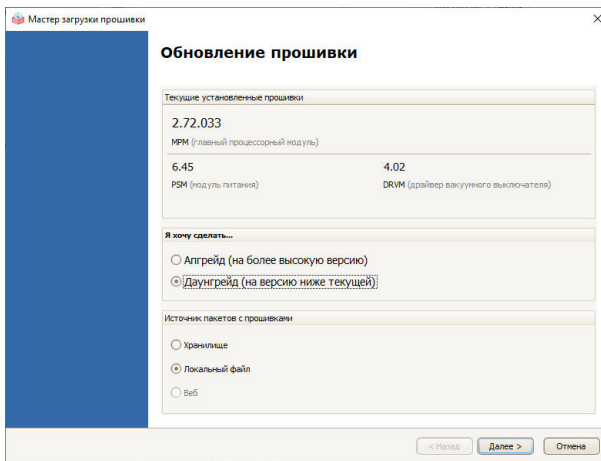 Мастер загрузки прошивки
Обновление прошивки
Текущие установленные прошивки
2.72.033
MPM (главный процессорный модуль)
6.45 4.02
PSM (модуль питания) DRVM (драйвер вакуумного выключателя)
Я хочу сделать...
Апгрейд (на более высокую версию)
Даунгрейд (на версию ниже текущей)
Источник пакетов с прошивками
Хранилище
Локальный файл
Веб
< Назад Далее > Отмена